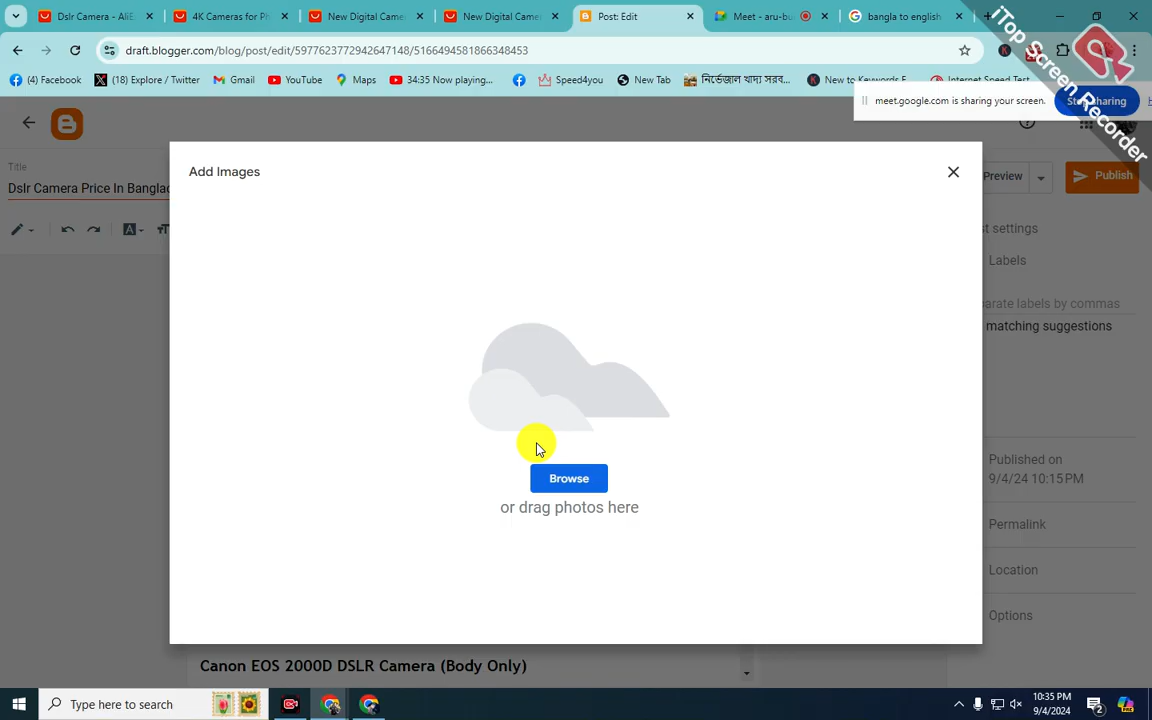 Dslr Camera - AliE
4K Cameras for Ph
New Digital Came
New Digital Came
Post: Edit
Meet - aru-bu
bangla to english
draft.blogger.com/blog/post/edit/5977623772942647148/5166494581866348453
(4) Facebook
(18) Explore / Twitter
Gmail
YouTube
Maps
34:35 Now playing...
Speed4you
New Tab
নির্ভেজাল খাদ্য সরব...
New to Keywords E
Internet Speed Test
iTop Screen Recorder
meet.google.com is sharing your screen.
Stop sharing
Title
Dslr Camera Price In Banglad
Add Images
Preview
Publish
st settings
Labels
arate labels by commas
matching suggestions
Browse
or drag photos here
Published on
9/4/24 10:15 PM
Permalink
Location
Options
Canon EOS 2000D DSLR Camera (Body Only)
Type here to search
10:35 PM
9/4/2024
2